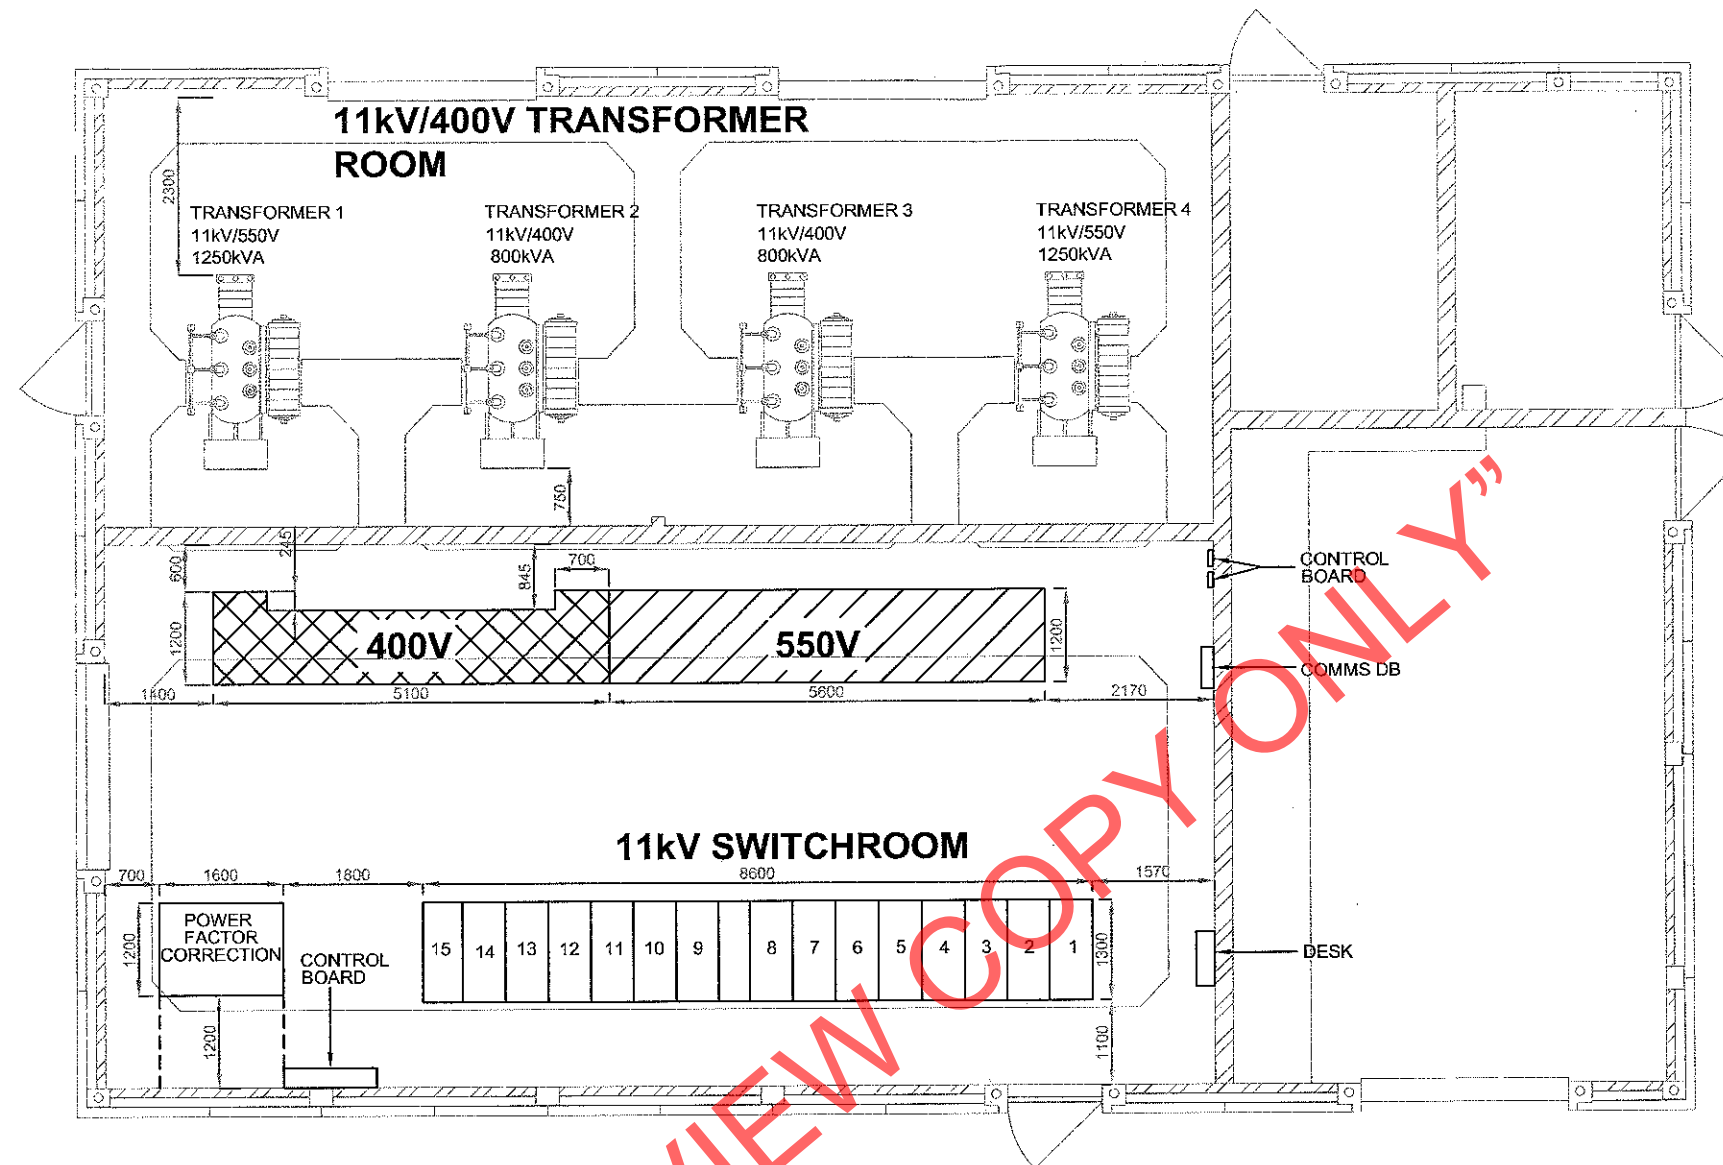 11kV/400V TRANSFORMER
ROOM
2300
TRANSFORMER 1
11kV/550V
1250kVA
TRANSFORMER 2
11kV/400V
800kVA
TRANSFORMER 3
11kV/400V
800kVA
TRANSFORMER 4
11kV/550V
1250kVA
750
245
600
845
700
1200
400V
550V
1200
CONTROL
BOARD
COMMS DB
1400
5100
5600
2170
11kV SWITCHROOM
700
1600
1800
8600
1570
POWER
FACTOR
CORRECTION
1200
CONTROL
BOARD
15
14
13
12
11
10
9
8
7
6
5
4
3
2
1
1300
DESK
1200
1100
VIEW COPY ONLY”